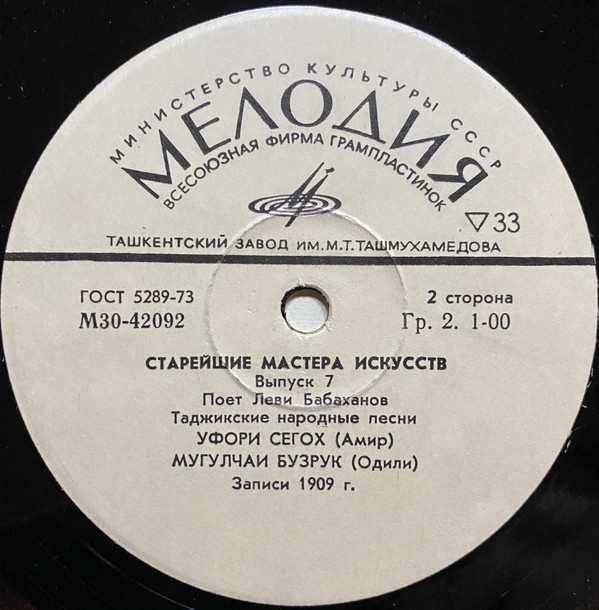 МИНИСТЕРСТВО КУЛЬТУРЫ СССР
МЕЛОДИЯ
ВСЕСОЮЗНАЯ ФИРМА ГРАМПЛАСТИНОК
▽33
ТАШКЕНТСКИЙ ЗАВОД ИМ.М.Т.ТАШМУХАМЕДОВА
ГОСТ 5289-73
2 сторона
М30-42092
Гр. 2. 1-00
СТАРЕЙШИЕ МАСТЕРА ИСКУССТВ
Выпуск 7
Поет Леви Бабаханов
Таджикские народные песни
УФОРИ СЕГОХ (Амир)
МУГУЛЧАИ БУЗРУК (Одили)
Записи 1909 г.